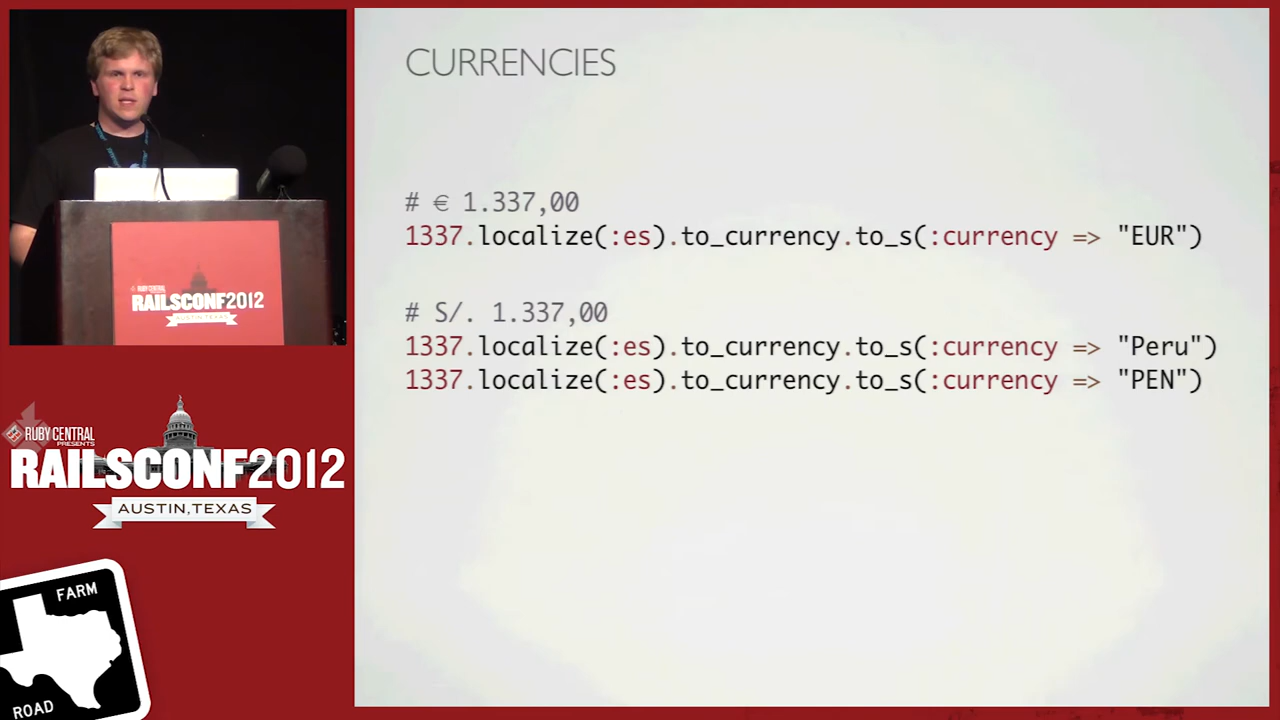 CURRENCIES
# € 1.337,00
1337.localize(:es).to_currency.to_s(:currency => "EUR")
# S/. 1.337,00
1337.localize(:es).to_currency.to_s(:currency => "Peru")
1337.localize(:es).to_currency.to_s(:currency => "PEN")
RUBY CENTRAL
RAILSCONF2012
AUSTIN, TEXAS
RUBY CENTRAL
PRESENTS
RAILSCONF2012
AUSTIN, TEXAS
FARM
ROAD